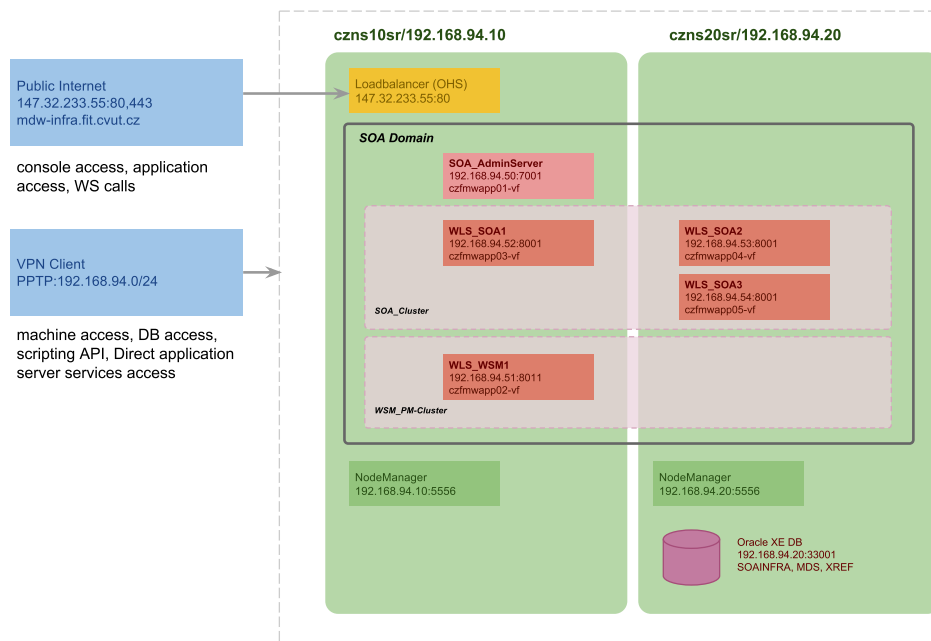 czns10sr/192.168.94.10
czns20sr/192.168.94.20
Public Internet
147.32.233.55:80,443
mdw-infra.fit.cvut.cz
console access, application
access, WS calls
VPN Client
PPTP:192.168.94.0/24
machine access, DB access,
scripting API, Direct application
server services access
Loadbalancer (OHS)
147.32.233.55:80
SOA Domain
SOA_AdminServer
192.168.94.50:7001
czfmwapp01-vf
WLS_SOA1
192.168.94.52:8001
czfmwapp03-vf
WLS_SOA2
192.168.94.53:8001
czfmwapp04-vf
WLS_SOA3
192.168.94.54:8001
czfmwapp05-vf
SOA_Cluster
WLS_WSM1
192.168.94.51:8011
czfmwapp02-vf
WSM_PM-Cluster
NodeManager
192.168.94.10:5556
NodeManager
192.168.94.20:5556
Oracle XE DB
192.168.94.20:33001
SOAINFRA, MDS, XREF